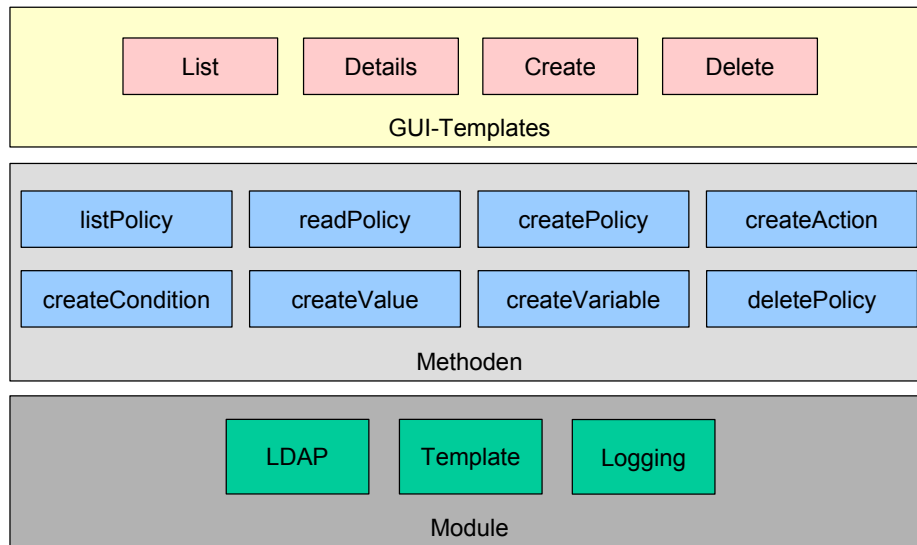 List Details Create Delete
GUI-Templates
listPolicy readPolicy createPolicy createAction
createCondition createValue createVariable deletePolicy
Methoden
LDAP Template Logging
Module